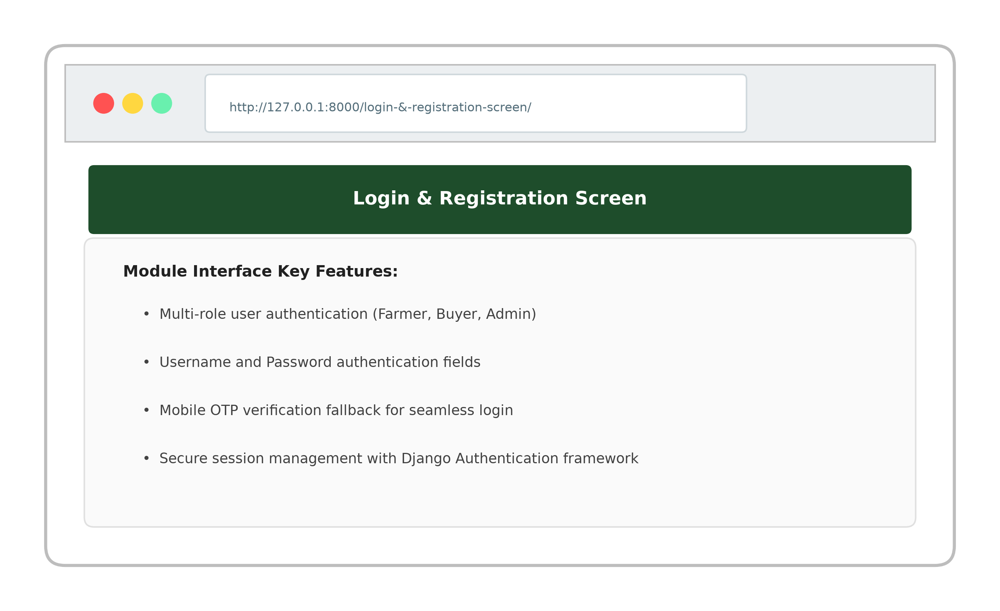 http://127.0.0.1:8000/login-&-registration-screen/
Login & Registration Screen
Module Interface Key Features:
• Multi-role user authentication (Farmer, Buyer, Admin)
• Username and Password authentication fields
• Mobile OTP verification fallback for seamless login
• Secure session management with Django Authentication framework